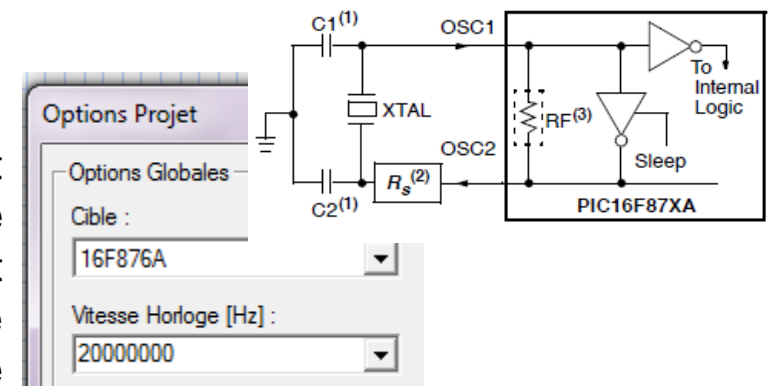 C1(1)
OSC1
To
Internal
Logic
XTAL
RF(3)
OSC2
Sleep
Rs(2)
C2(1)
PIC16F87XA
Options Projet
Options Globales
Cible :
16F876A
Vitesse Horloge [Hz] :
20000000